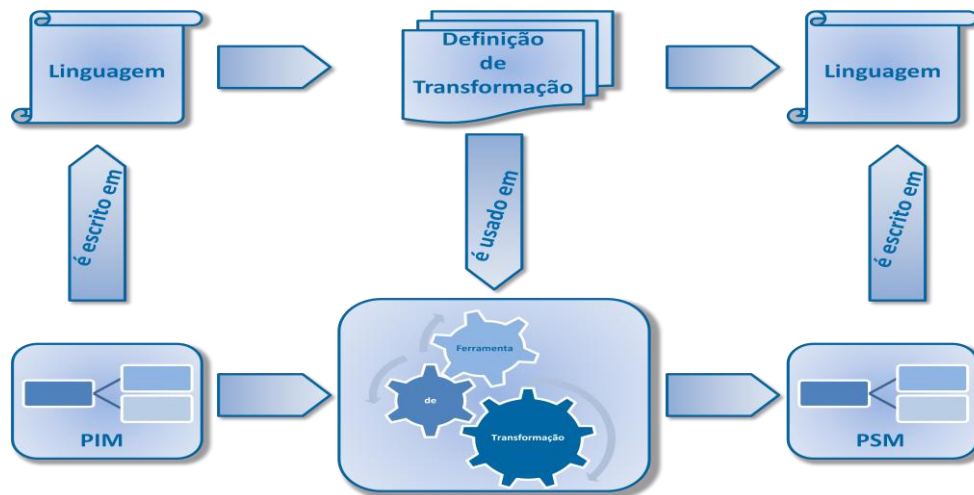 Linguagem
Definição
de
Transformação
Linguagem
é escrito em
é usado em
é escrito em
Ferramenta
de
Transformação
PIM
PSM